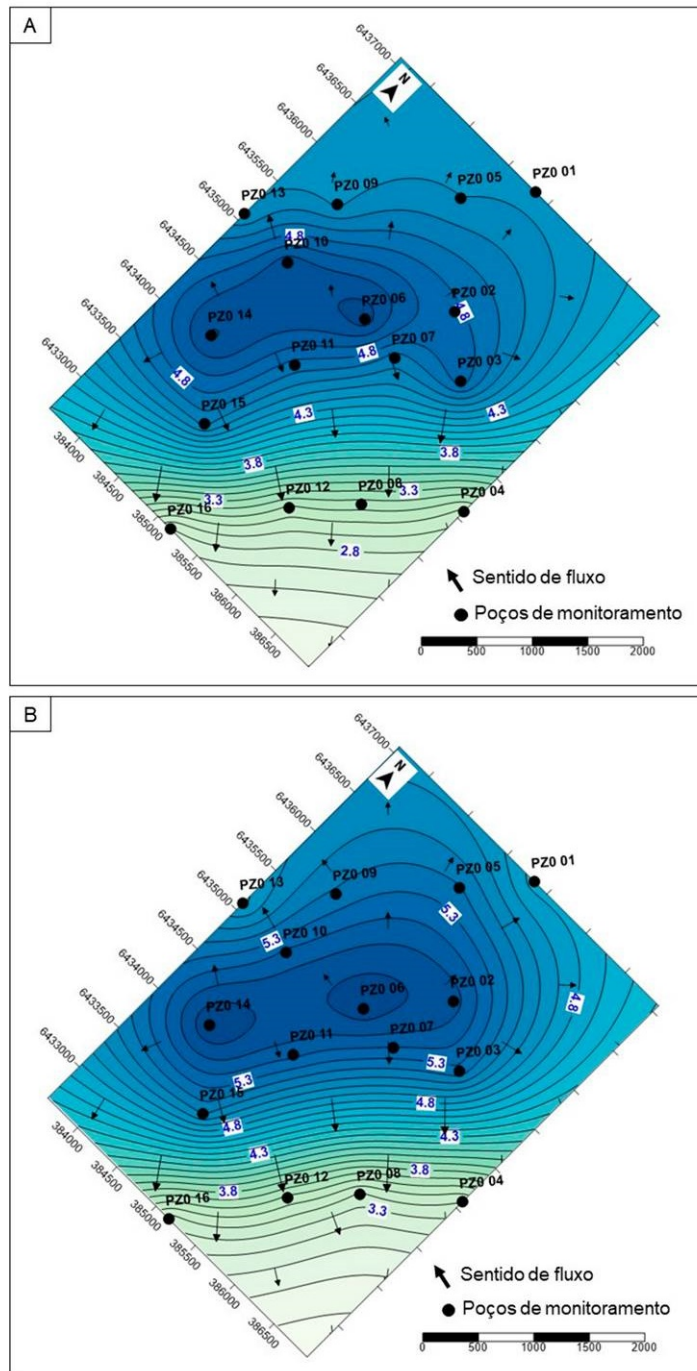 A
N
6437000
6436500
6436000
6435500
6435000
6434500
6434000
6433500
6433000
PZ0 13
PZ0 09
PZ0 05
PZ0 01
4.8
PZ0 10
PZ0 06
PZ0 02
4.8
PZ0 14
4.8
PZ0 07
PZ0 11
PZ0 03
4.8
PZ0 15
4.3
4.3
3.8
3.8
3.3
3.3
PZ0 12
PZ0 08
PZ0 04
PZ0 16
2.8
384000
384500
385000
385500
386000
386500
Sentido de fluxo
Poços de monitoramento
0 500 1000 1500 2000
B
N
6437000
6436500
6436000
6435500
6435000
6434500
6434000
6433500
6433000
PZ0 13
PZ0 09
PZ0 05
PZ0 01
5.3
5.3
PZ0 10
PZ0 06
PZ0 02
4.8
PZ0 14
PZ0 07
PZ0 11
5.3
PZ0 03
5.3
PZ0 15
4.8
4.8
4.3
4.3
3.8
3.8
PZ0 12
PZ0 08
PZ0 04
PZ0 16
3.3
384000
384500
385000
385500
386000
386500
Sentido de fluxo
Poços de monitoramento
0 500 1000 1500 2000